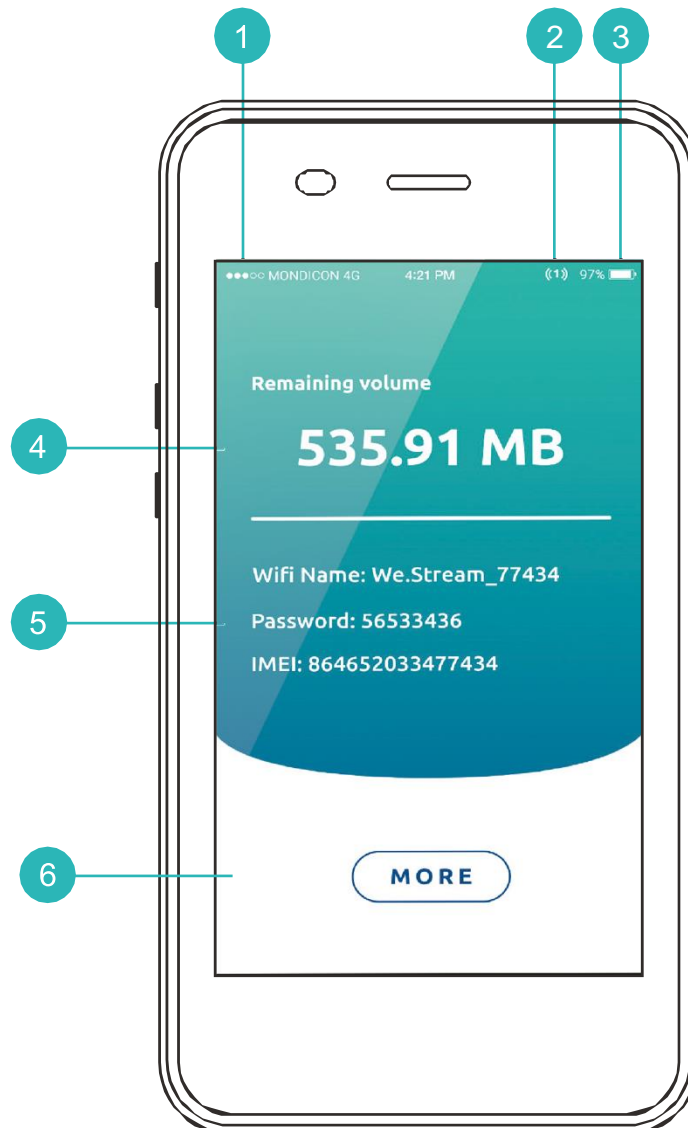 1 2 3
MONDICON 4G 4:21 PM ((1)) 97%
Remaining volume
4 535.91 MB
Wifi Name: We.Stream_77434
5 Password: 56533436
IMEI: 864652033477434
6 MORE